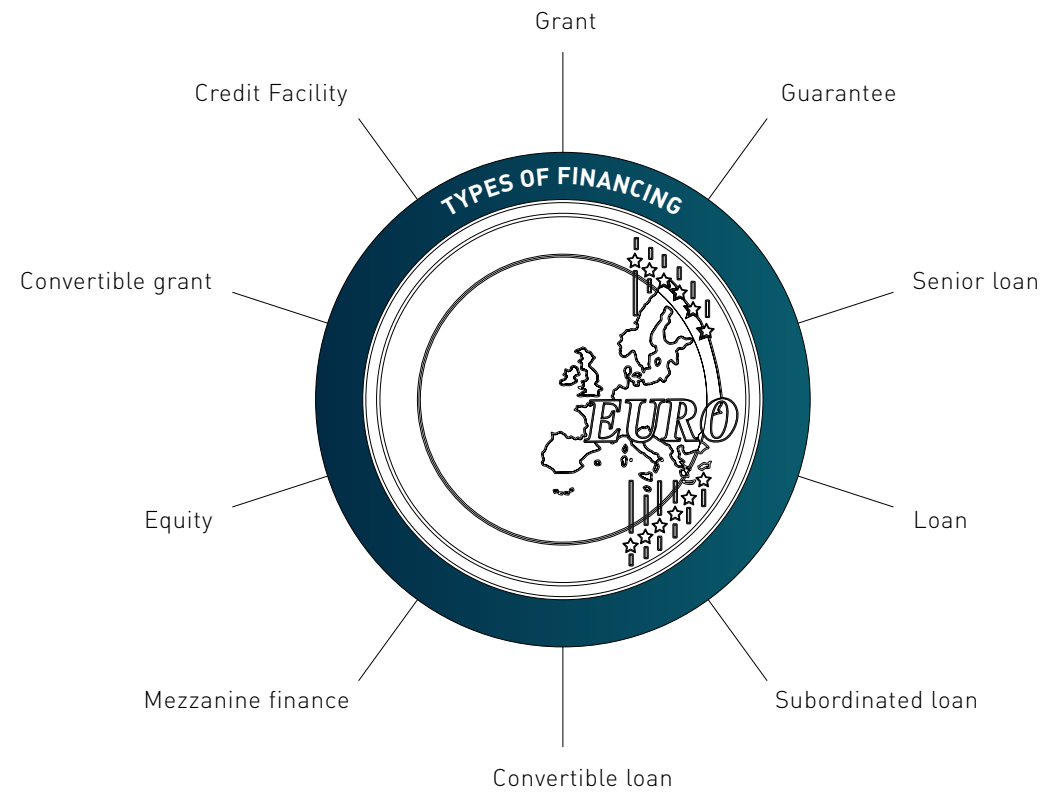 Grant
Credit Facility
Guarantee
TYPES OF FINANCING
Convertible grant
Senior loan
EURO
Equity
Loan
Mezzanine finance
Subordinated loan
Convertible loan